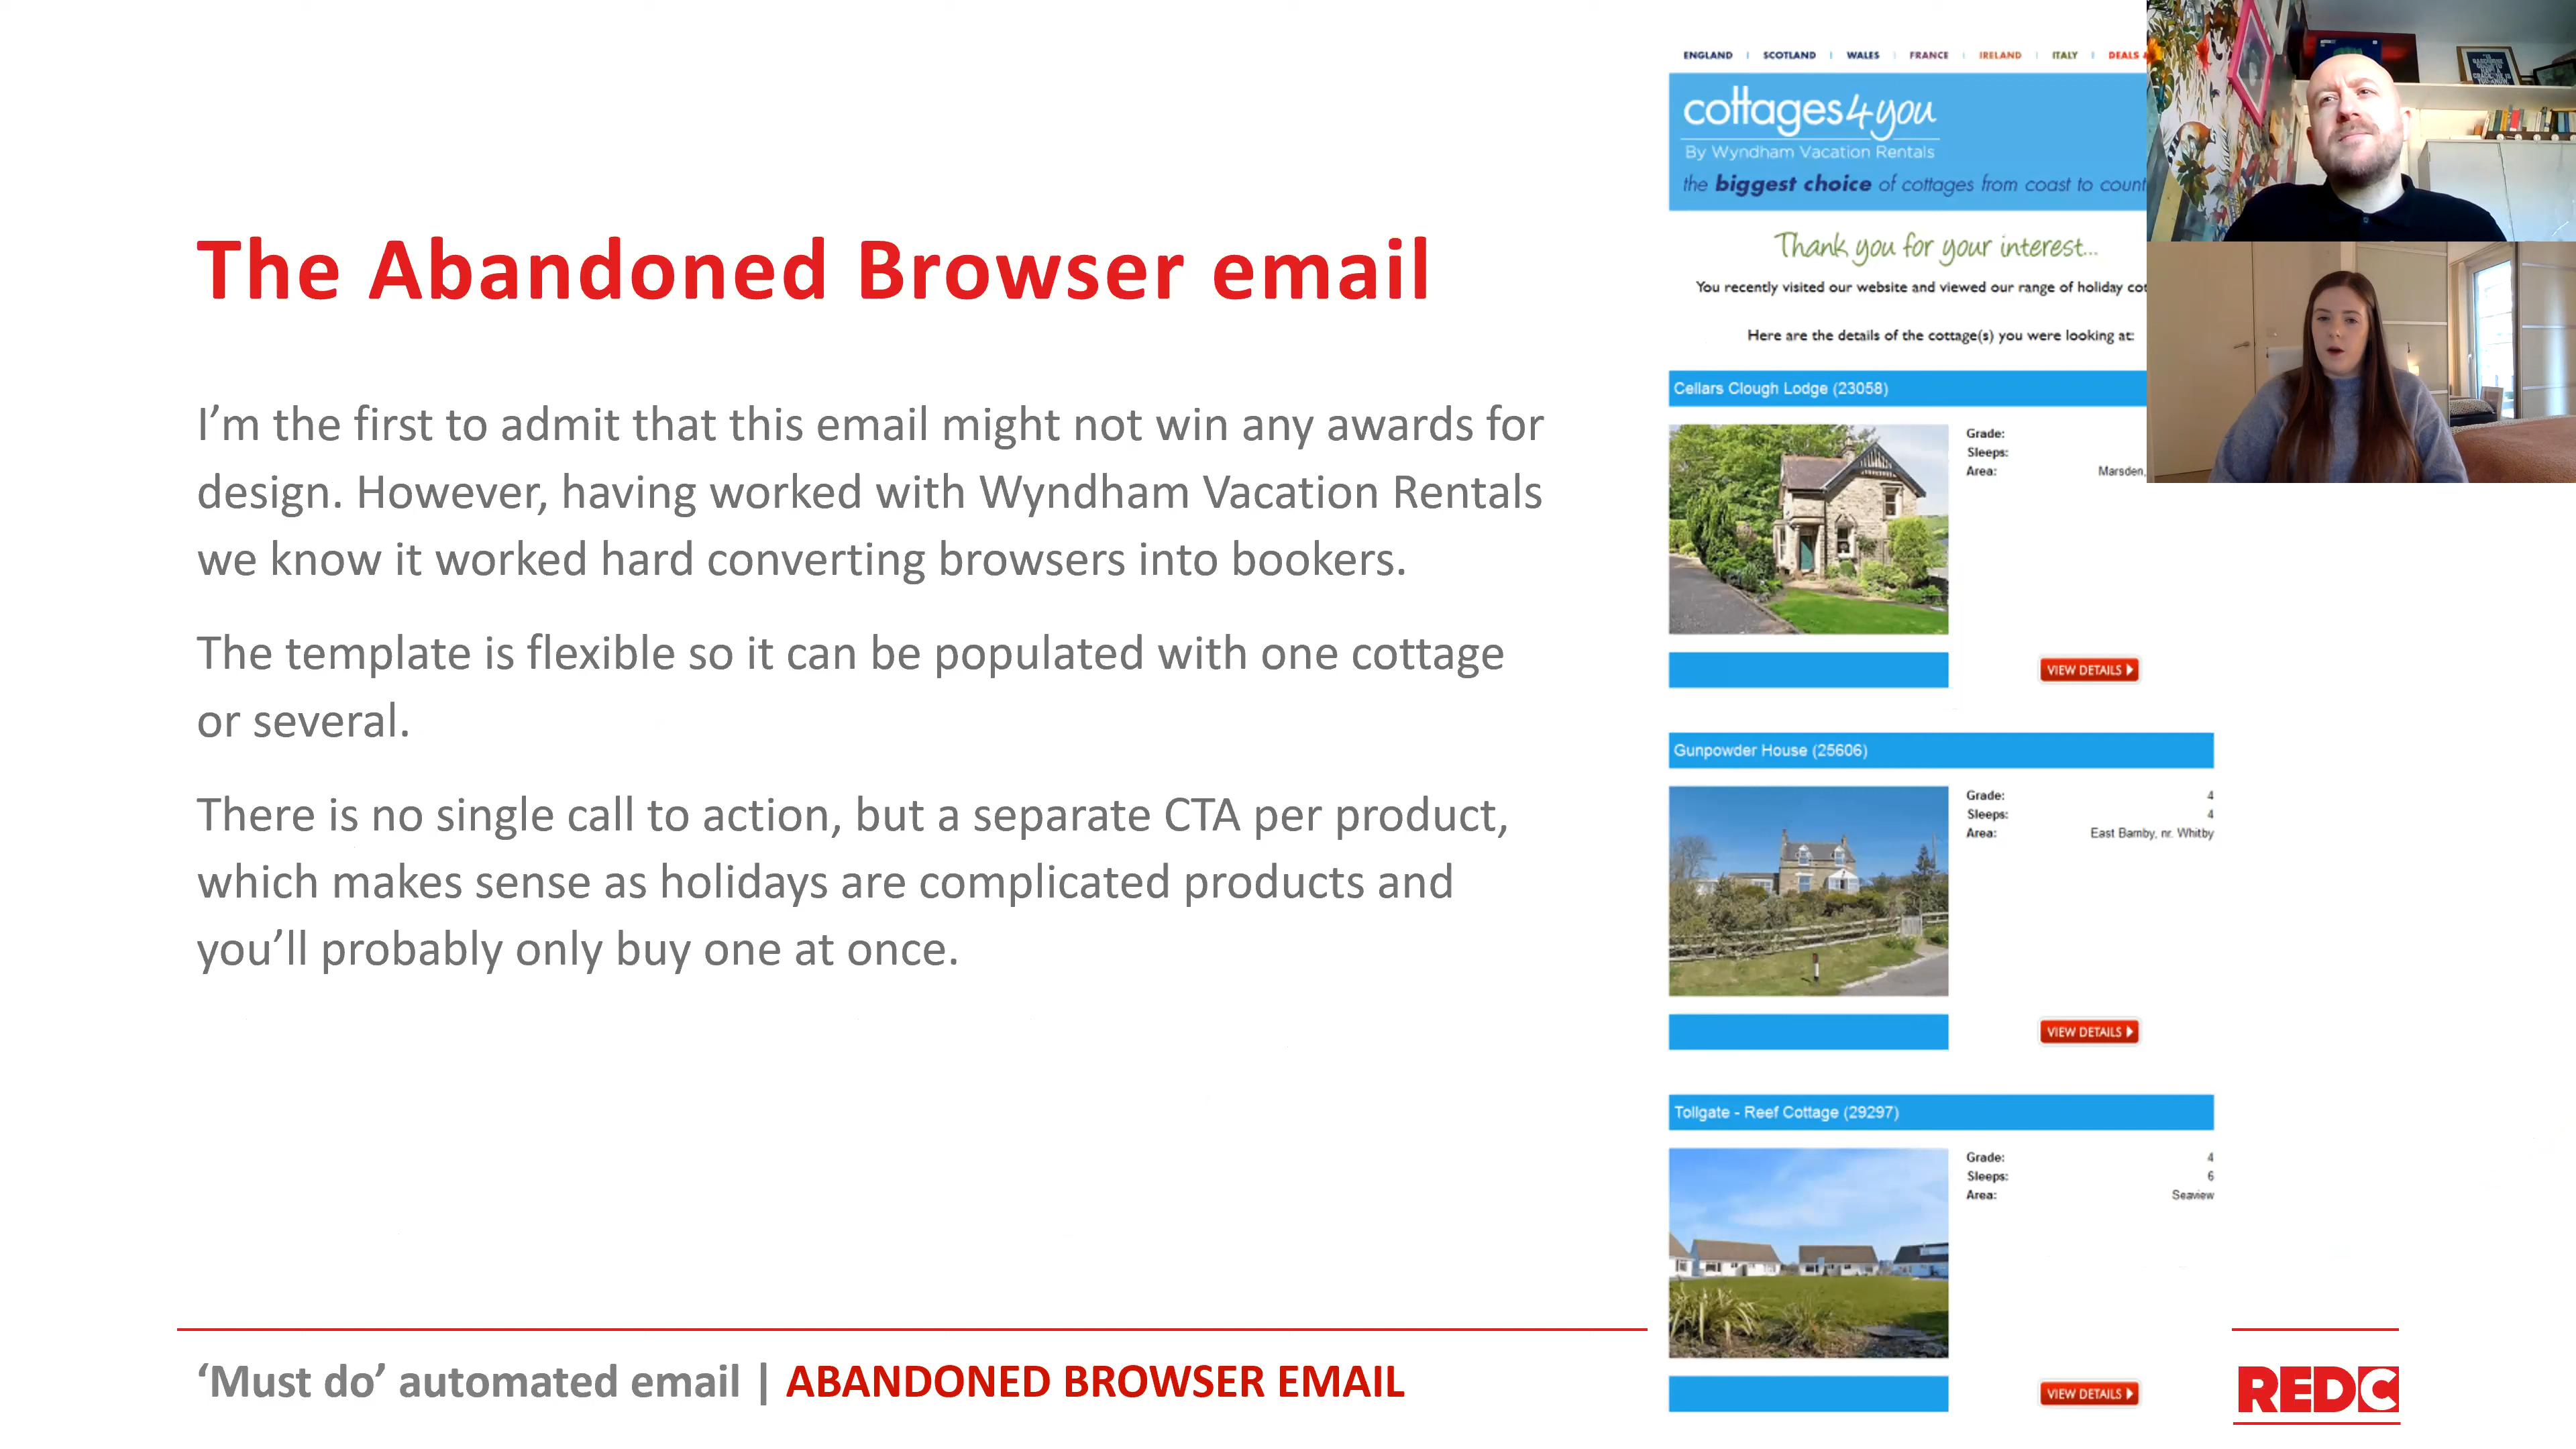 The Abandoned Browser email
I’m the first to admit that this email might not win any awards for
design. However, having worked with Wyndham Vacation Rentals
we know it worked hard converting browsers into bookers.
The template is flexible so it can be populated with one cottage
or several.
There is no single call to action, but a separate CTA per product,
which makes sense as holidays are complicated products and
you’ll probably only buy one at once.
ENGLAND | SCOTLAND | WALES | FRANCE | IRELAND | ITALY | DEALS
cottages4you
By Wyndham Vacation Rentals
the biggest choice of cottages from coast to
Thank you for your interest...
You recently visited our website and viewed our range of holiday
Here are the details of the cottage(s) you were looking at:
Cellars Clough Lodge (23058)
Grade:
Sleeps:
Area: Marsden,
VIEW DETAILS
Gunpowder House (25606)
Grade: 4
Sleeps: 4
Area: East Barnby, nr. Whitby
VIEW DETAILS
Tollgate - Reef Cottage (29297)
Grade: 4
Sleeps: 6
Area: Seaview
VIEW DETAILS
‘Must do’ automated email | ABANDONED BROWSER EMAIL
REDC